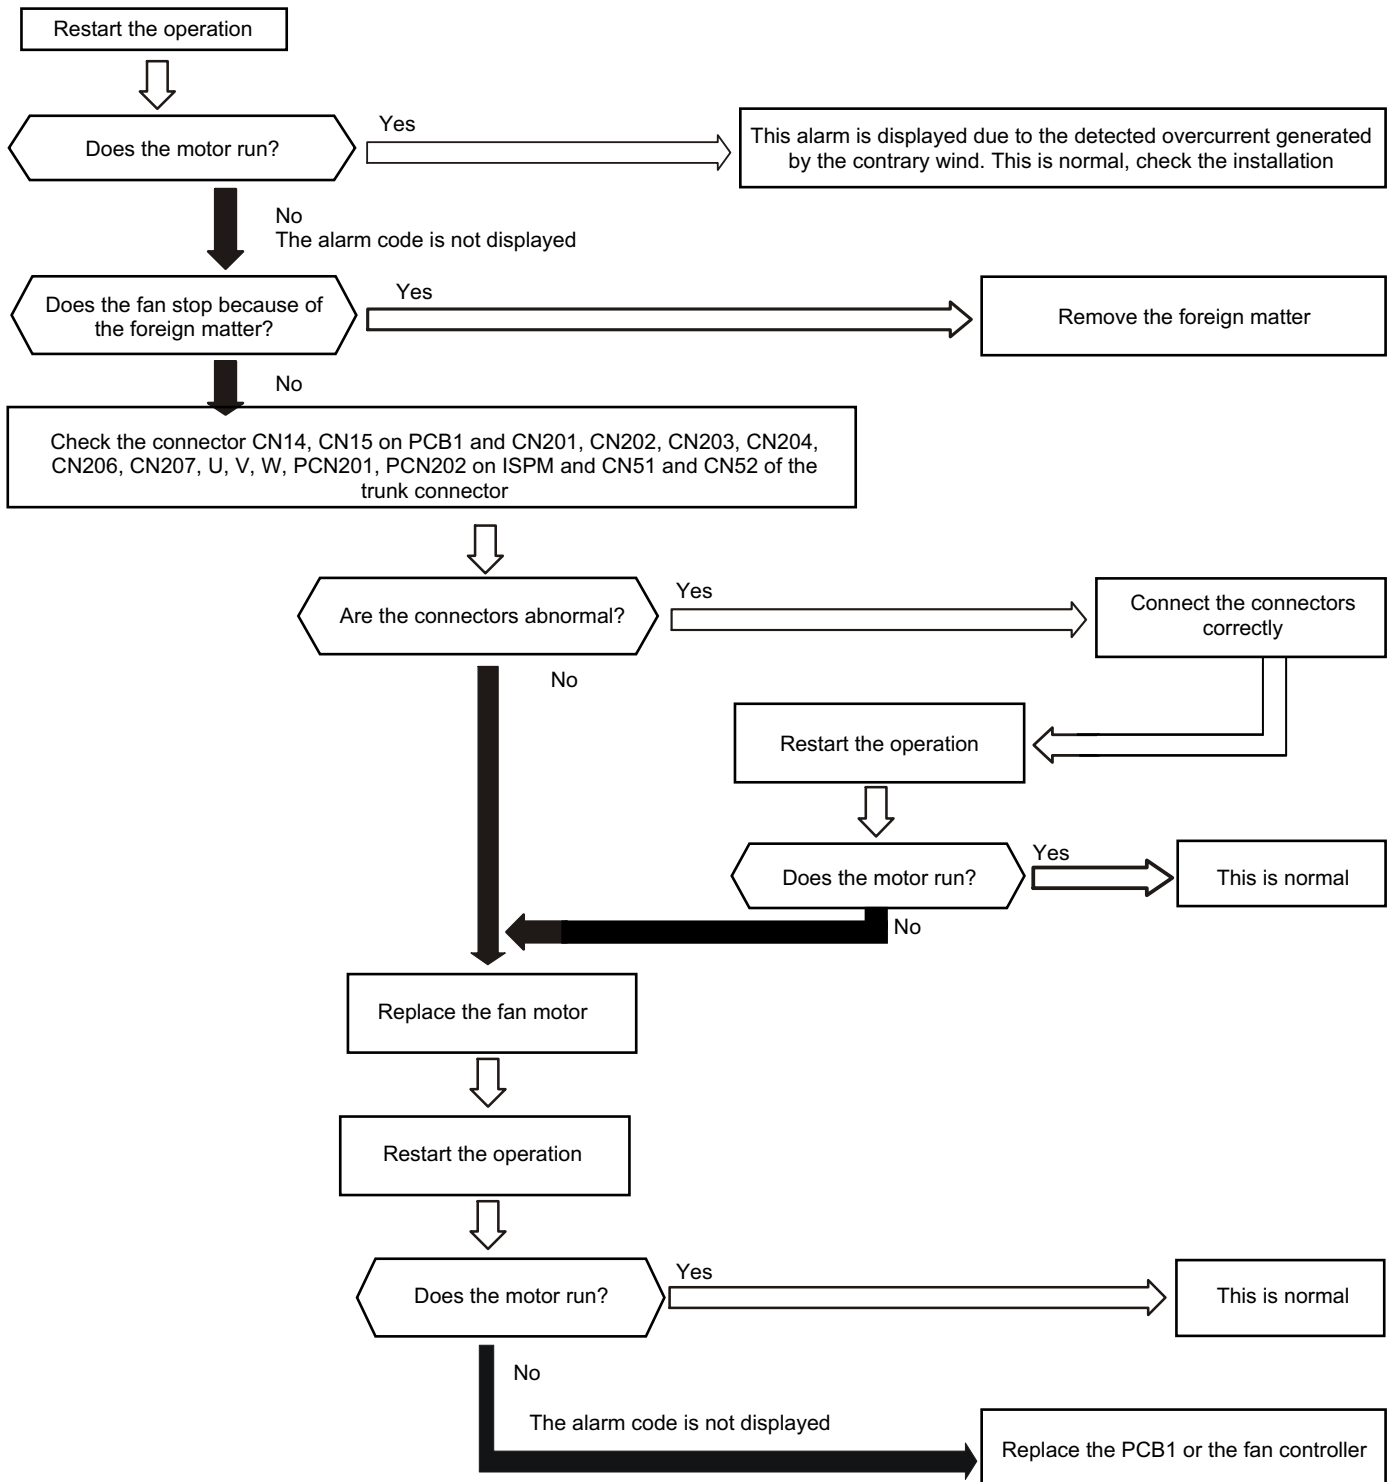 Restart the operation
Does the motor run?
Yes
This alarm is displayed due to the detected overcurrent generated
by the contrary wind. This is normal, check the installation
No
The alarm code is not displayed
Does the fan stop because of
the foreign matter?
Yes
Remove the foreign matter
No
Check the connector CN14, CN15 on PCB1 and CN201, CN202, CN203, CN204,
CN206, CN207, U, V, W, PCN201, PCN202 on ISPM and CN51 and CN52 of the
trunk connector
Are the connectors abnormal?
Yes
Connect the connectors
correctly
No
Restart the operation
Does the motor run?
Yes
This is normal
No
Replace the fan motor
Restart the operation
Does the motor run?
Yes
This is normal
No
The alarm code is not displayed
Replace the PCB1 or the fan controller